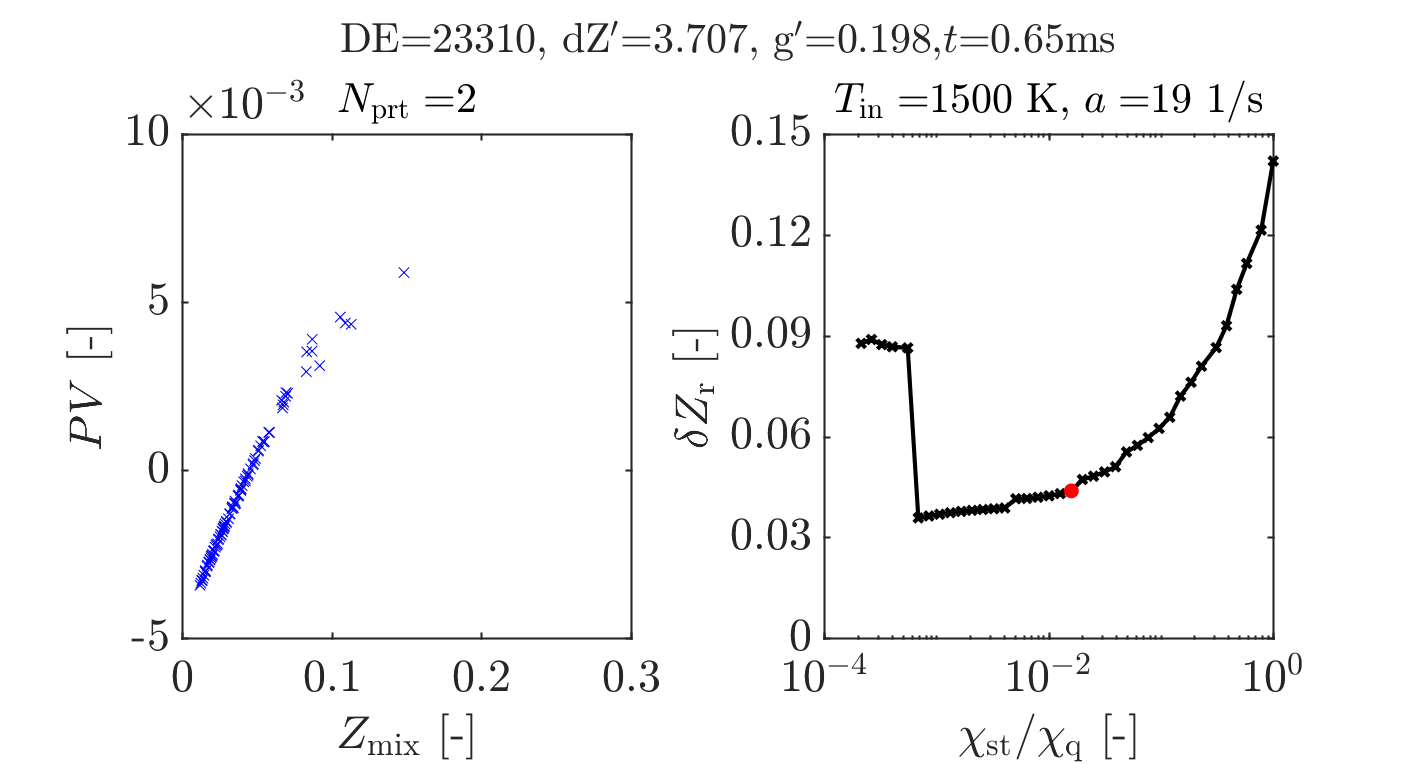 DE=23310, dZ′=3.707, g′=0.198,t=0.65ms
×10⁻³ N_prt =2
T_in =1500 K, a =19 1/s
10
5
0
-5
PV [-]
0 0.1 0.2 0.3
Z_mix [-]
0.15
0.12
0.09
0.06
0.03
0
δZ_r [-]
10⁻⁴ 10⁻² 10⁰
χ_st/χ_q [-]